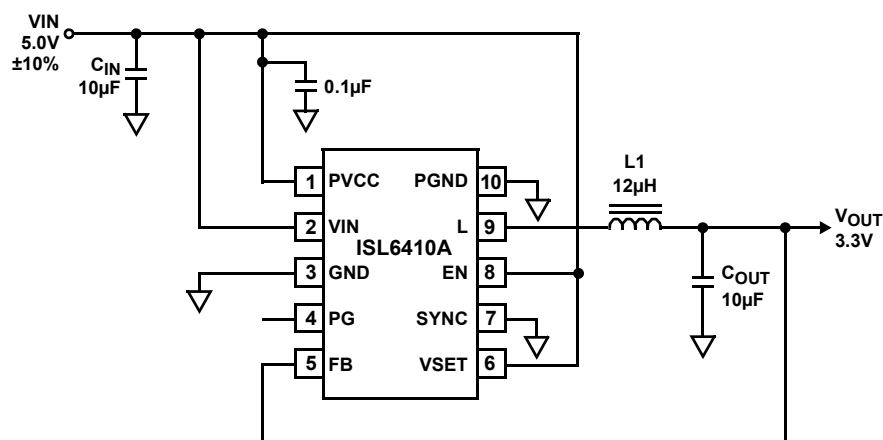 VIN
5.0V
±10%
CIN
10µF
0.1µF
1 PVCC
PGND 10
2 VIN
L 9
ISL6410A
3 GND
EN 8
4 PG
SYNC 7
5 FB
VSET 6
L1
12µH
VOUT
3.3V
COUT
10µF